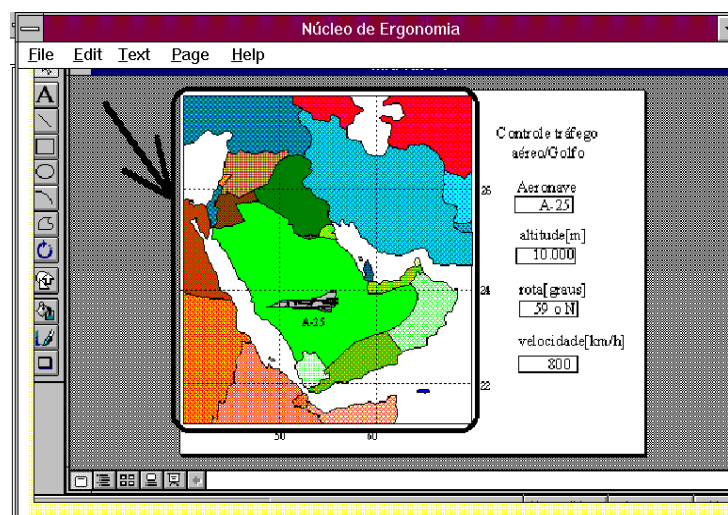 Núcleo de Ergonomia
File Edit Text Page Help
A
Controle tráfego
aéreo/Golfo
Aeronave
A-25
altitude[m]
10.000
rota[graus]
59 o N
velocidade[km/h]
800
26
24
22
A-25
50 60